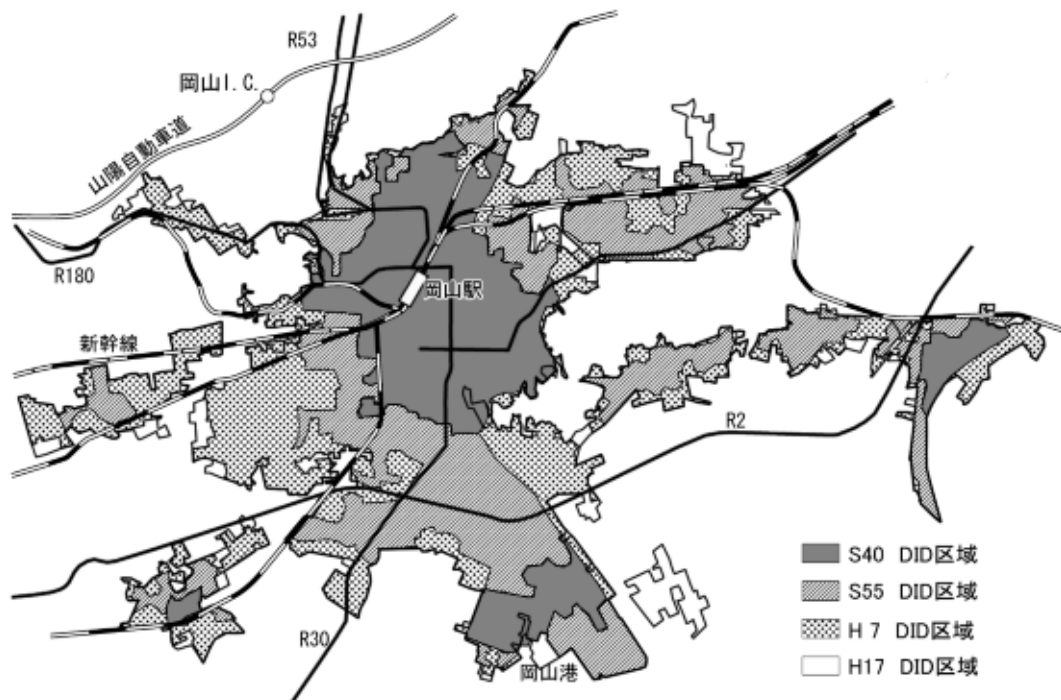 R53
岡山I.C.
山陽自動車道
R180
岡山駅
新幹線
R2
R30
岡山港
S40 DID区域
S55 DID区域
H 7 DID区域
H17 DID区域